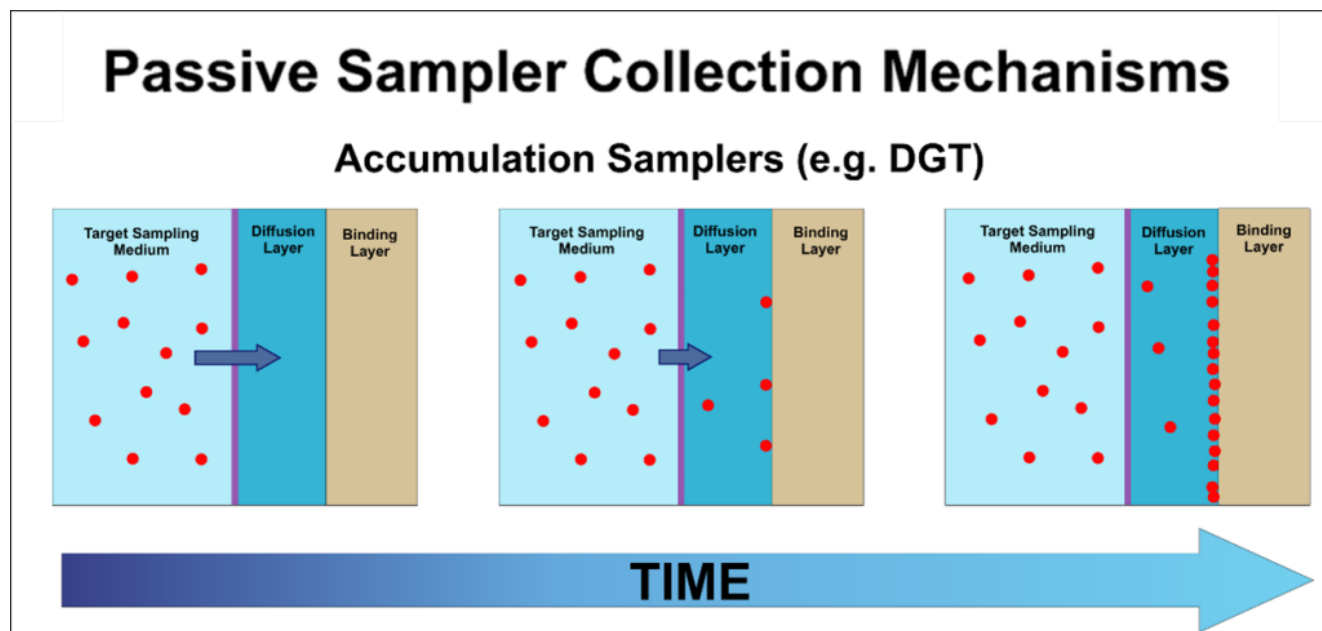 Passive Sampler Collection Mechanisms
Accumulation Samplers (e.g. DGT)
Target Sampling
Medium
Diffusion
Layer
Binding
Layer
Target Sampling
Medium
Diffusion
Layer
Binding
Layer
Target Sampling
Medium
Diffusion
Layer
Binding
Layer
TIME